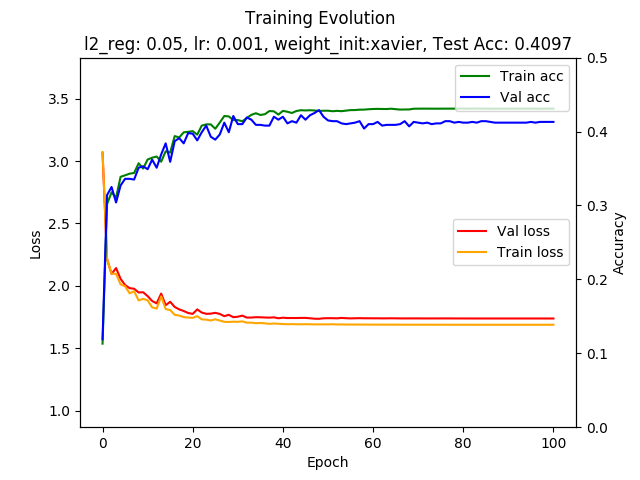 Training Evolution
l2_reg: 0.05, lr: 0.001, weight_init:xavier, Test Acc: 0.4097
Train acc
Val acc
Val loss
Train loss
Loss
3.5
3.0
2.5
2.0
1.5
1.0
Accuracy
0.5
0.4
0.3
0.2
0.1
0.0
0 20 40 60 80 100
Epoch